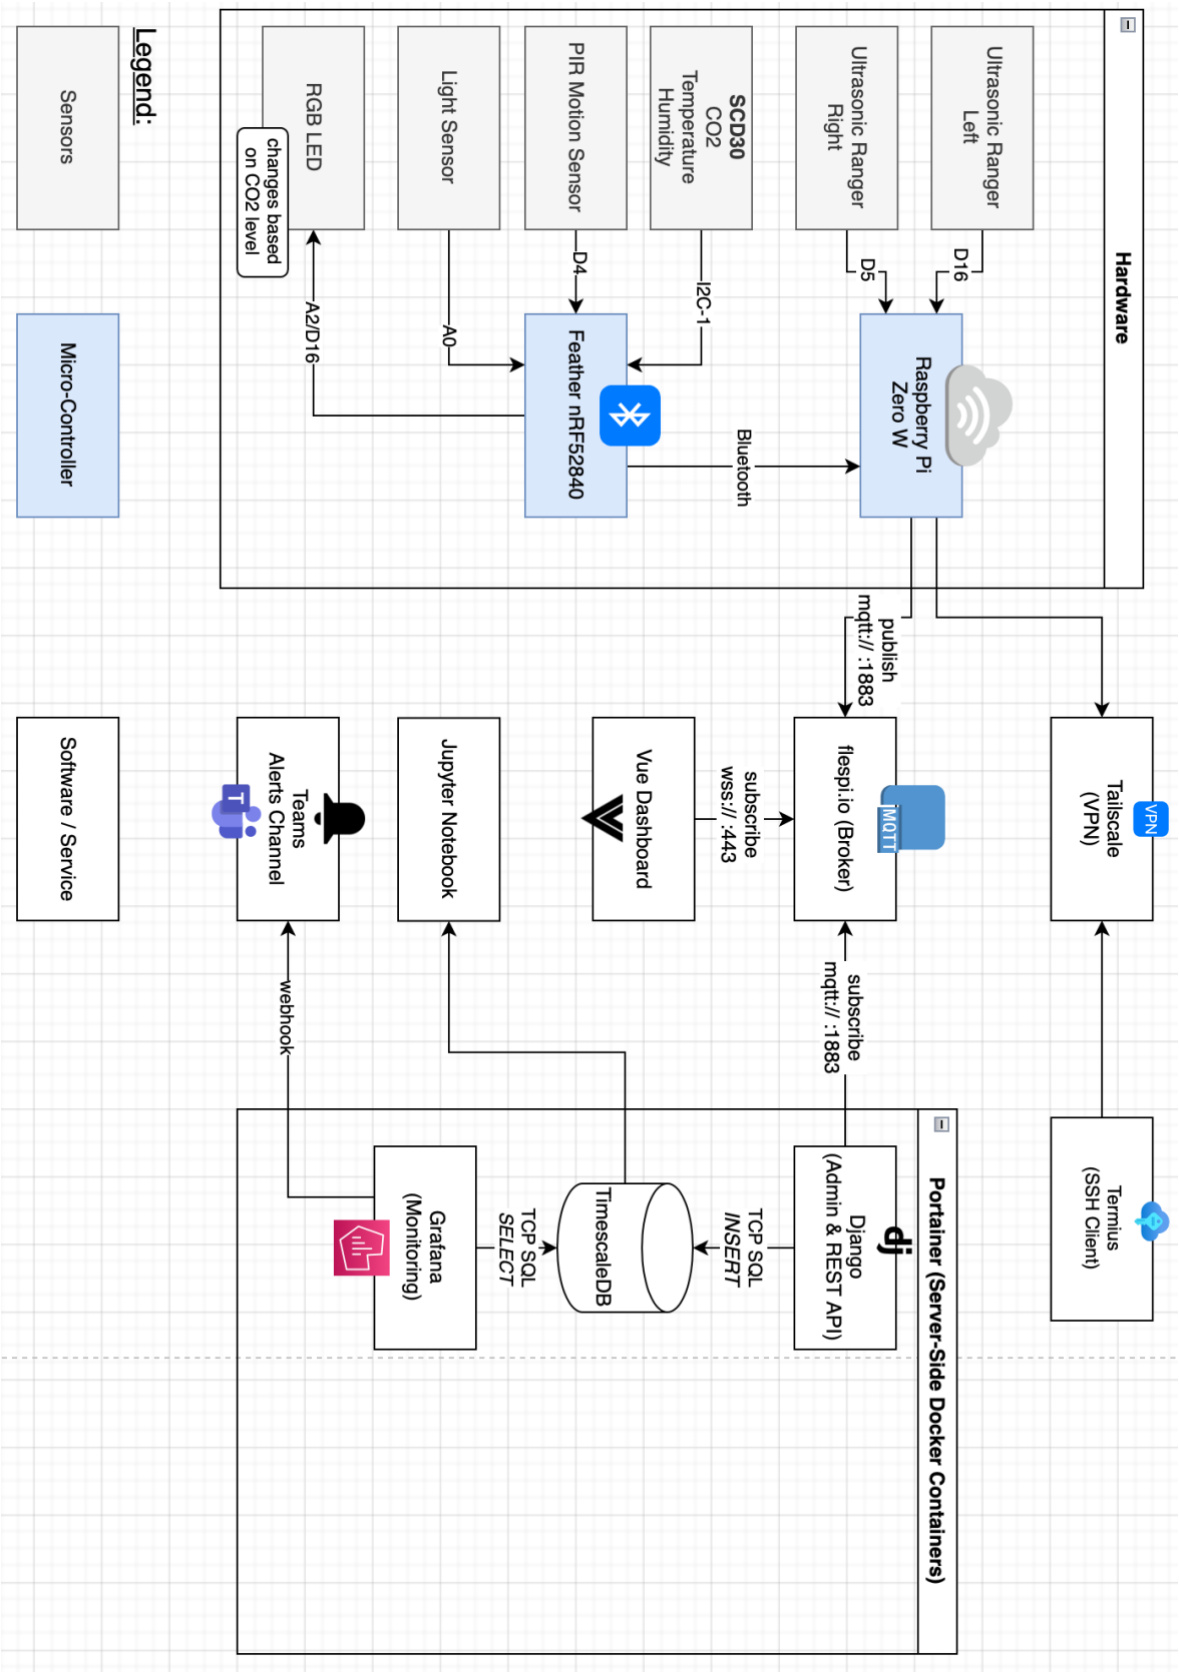 Hardware
Ultrasonic Ranger
Left
D16
Ultrasonic Ranger
Right
D5
Raspberry Pi
Zero W
SCD30
CO2
Temperature
Humidity
I2C-1
PIR Motion Sensor
D4
Feather nRF52840
Bluetooth
Light Sensor
A0
RGB LED
changes based
on CO2 level
A2/D16
publish
mqtt:// :1883
VPN
Tailscale
(VPN)
Termius
(SSH Client)
MQTT
flespi.io (Broker)
subscribe
mqtt:// :1883
subscribe
wss:// :443
Vue Dashboard
Jupyter Notebook
Teams
Alerts Channel
T
webhook
Portainer (Server-Side Docker Containers)
dj
Django
(Admin & REST API)
TCP SQL
INSERT
TimescaleDB
TCP SQL
SELECT
Grafana
(Monitoring)
Legend:
Sensors
Micro-Controller
Software / Service